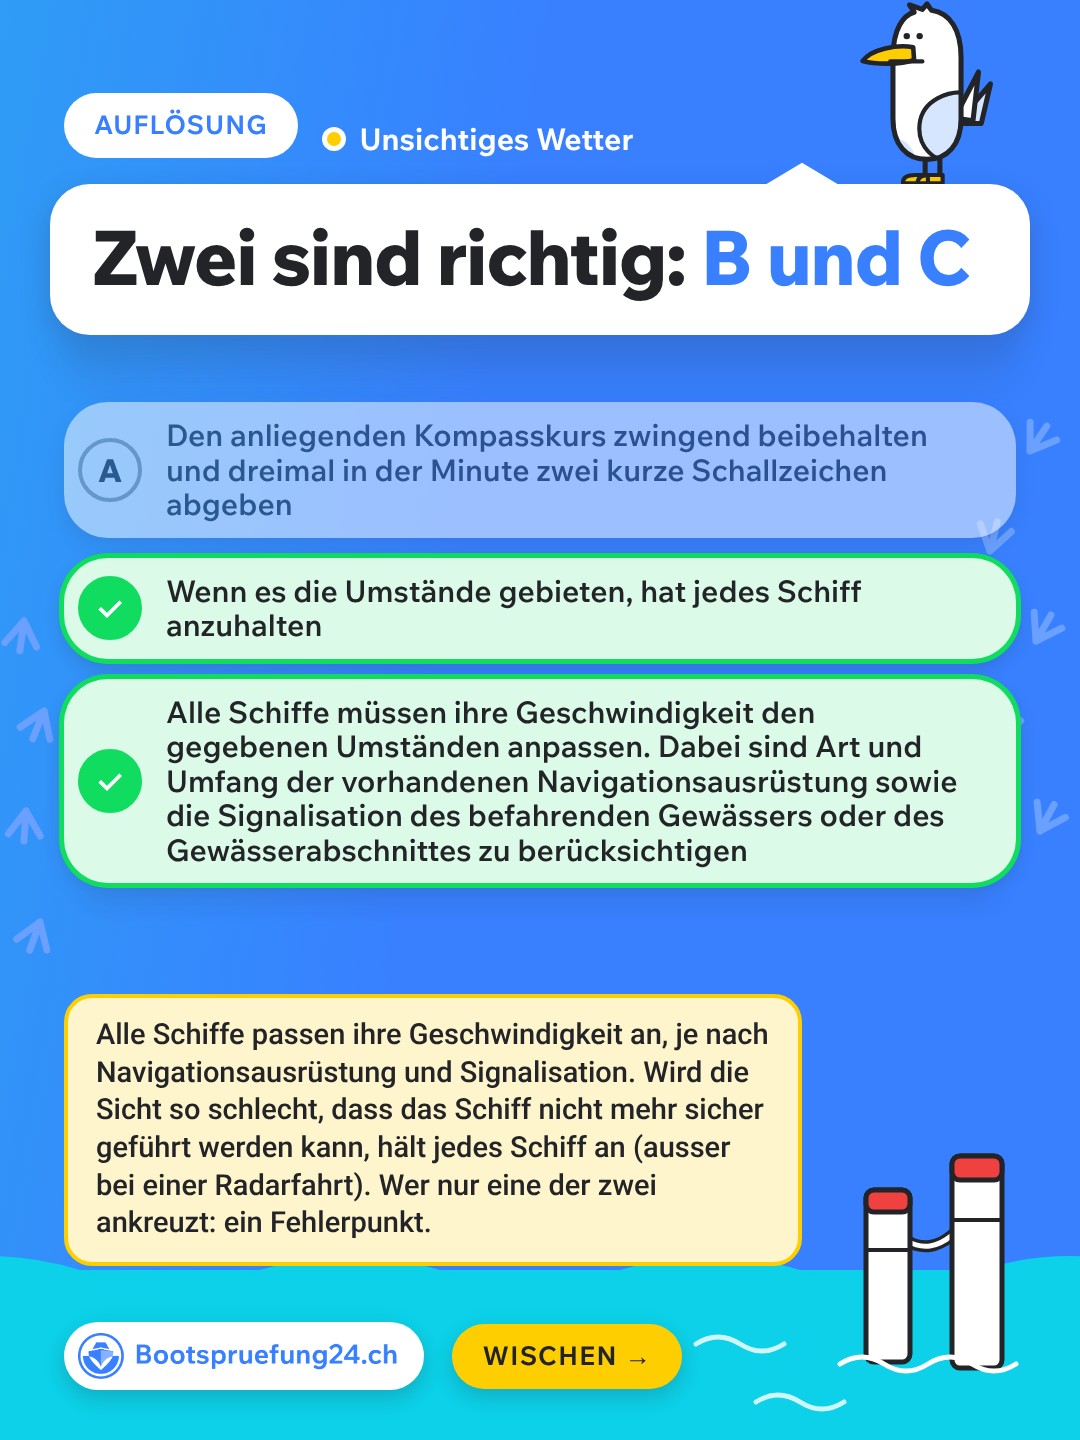 AUFLÖSUNG
Unsichtiges Wetter
Zwei sind richtig: B und C
A
Den anliegenden Kompasskurs zwingend beibehalten
und dreimal in der Minute zwei kurze Schallzeichen
abgeben
Wenn es die Umstände gebieten, hat jedes Schiff
anzuhalten
Alle Schiffe müssen ihre Geschwindigkeit den
gegebenen Umständen anpassen. Dabei sind Art und
Umfang der vorhandenen Navigationsausrüstung sowie
die Signalisation des befahrenden Gewässers oder des
Gewässerabschnittes zu berücksichtigen
Alle Schiffe passen ihre Geschwindigkeit an, je nach
Navigationsausrüstung und Signalisation. Wird die
Sicht so schlecht, dass das Schiff nicht mehr sicher
geführt werden kann, hält jedes Schiff an (ausser
bei einer Radarfahrt). Wer nur eine der zwei
ankreuzt: ein Fehlerpunkt.
Bootspruefung24.ch
WISCHEN →